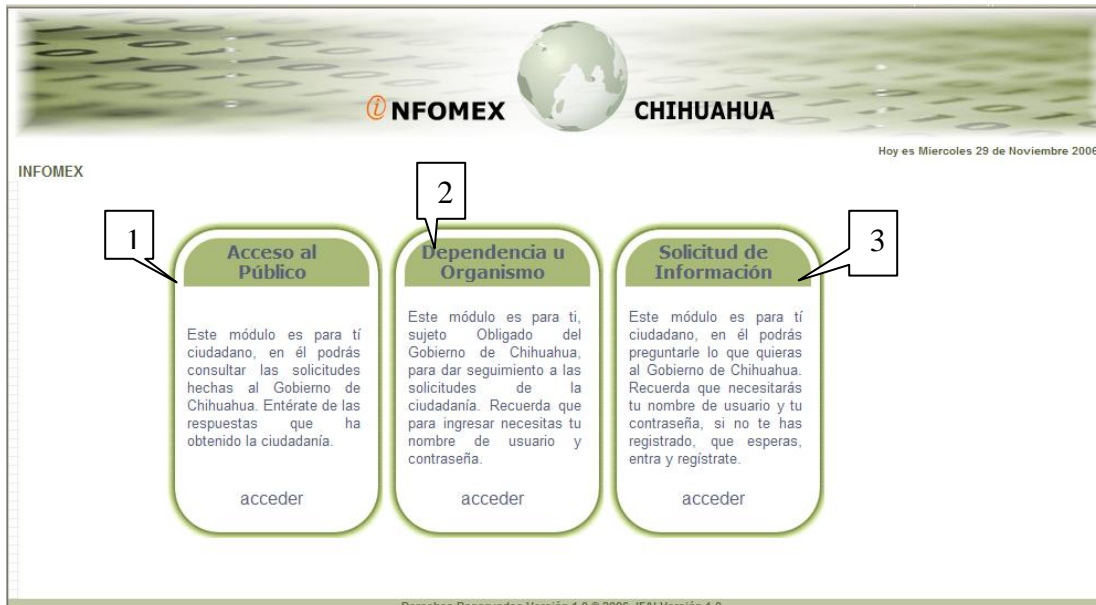 iNFOMEX CHIHUAHUA
Hoy es Miercoles 29 de Noviembre 2006
INFOMEX
1
2
3
Acceso al
Público
Este módulo es para tí
ciudadano, en él podrás
consultar las solicitudes
hechas al Gobierno de
Chihuahua. Entérate de las
respuestas que ha
obtenido la ciudadanía.
acceder
Dependencia u
Organismo
Este módulo es para ti,
sujeto Obligado del
Gobierno de Chihuahua,
para dar seguimiento a las
solicitudes de la
ciudadanía. Recuerda que
para ingresar necesitas tu
nombre de usuario y
contraseña.
acceder
Solicitud de
Información
Este módulo es para tí
ciudadano, en él podrás
preguntarle lo que quieras
al Gobierno de Chihuahua.
Recuerda que necesitarás
tu nombre de usuario y tu
contraseña, si no te has
registrado, que esperas,
entra y regístrate.
acceder